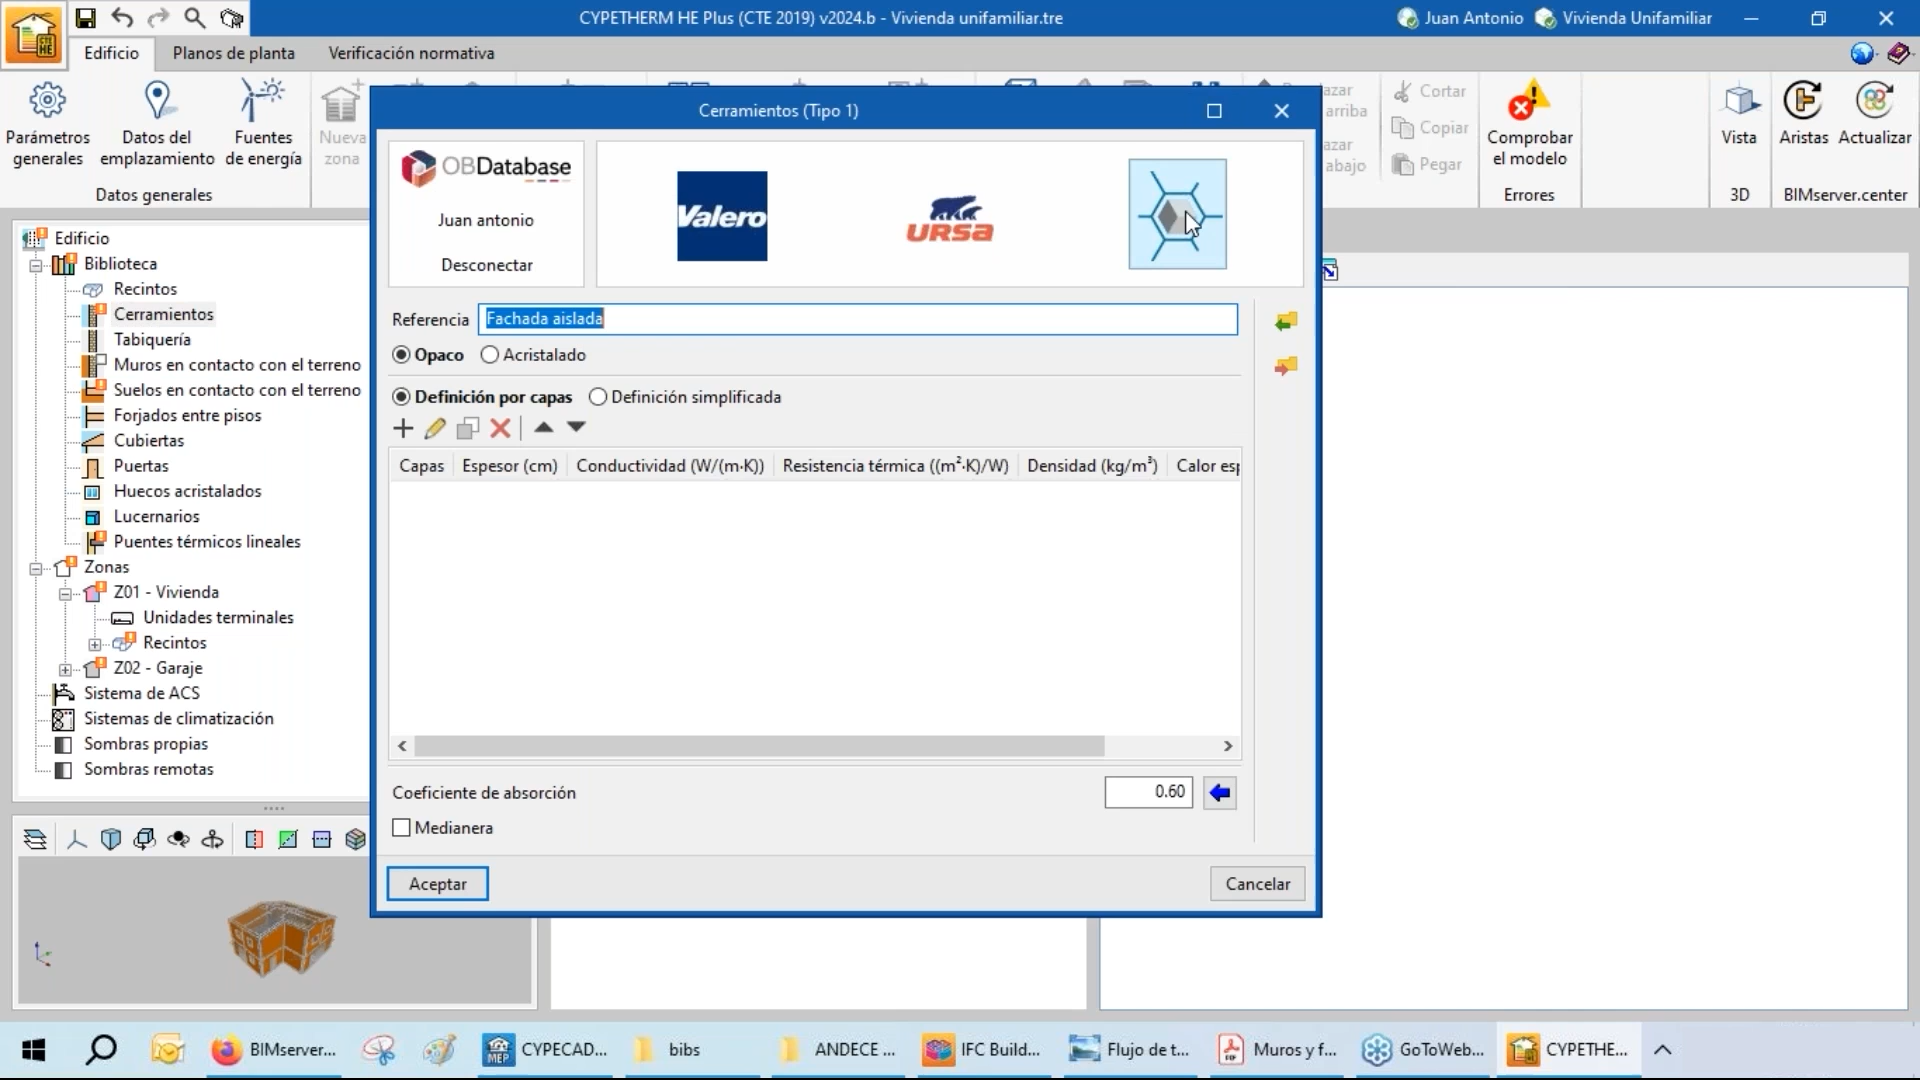 CYPETHERM HE Plus (CTE 2019) v2024.b - Vivienda unifamiliar.tre
Juan Antonio
Vivienda Unifamiliar
CTE
HE
Edificio
Planos de planta
Verificación normativa
Parámetros
generales
Datos del
emplazamiento
Fuentes
de energía
Datos generales
Nueva
zona
Cortar
Copiar
Pegar
Comprobar
el modelo
Errores
Vista
3D
Aristas
Actualizar
BIMserver.center
Edificio
Biblioteca
Recintos
Cerramientos
Tabiquería
Muros en contacto con el terreno
Suelos en contacto con el terreno
Forjados entre pisos
Cubiertas
Puertas
Huecos acristalados
Lucernarios
Puentes térmicos lineales
Zonas
Z01 - Vivienda
Unidades terminales
Recintos
Z02 - Garaje
Sistema de ACS
Sistemas de climatización
Sombras propias
Sombras remotas
Cerramientos (Tipo 1)
OBDatabase
Juan antonio
Desconectar
Valero
URSA
Referencia
Fachada aislada
Opaco
Acristalado
Definición por capas
Definición simplificada
Capas
Espesor (cm)
Conductividad (W/(m·K))
Resistencia térmica ((m²·K)/W)
Densidad (kg/m³)
Calor esp
Coeficiente de absorción
0.60
Medianera
Aceptar
Cancelar
BIMserver...
MEP
CYPECAD...
bibs
ANDECE ...
IFC Build...
Flujo de t...
Muros y f...
GoToWeb...
CYPETHE...